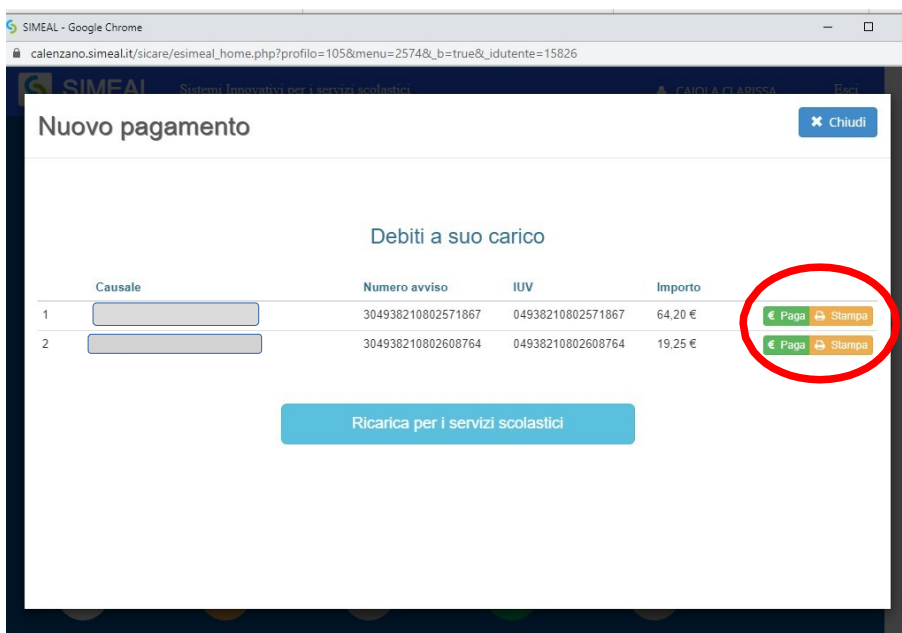 SIMEAL - Google Chrome
calenzano.simeal.it/sicare/esimeal_home.php?profilo=105&menu=2574&_b=true&_idutente=15826
SIMEAL Sistemi Innovativi per i servizi scolastici CAIOLA CLARISSA Esci
Nuovo pagamento
Chiudi
Debiti a suo carico
Causale Numero avviso IUV Importo
1 304938210802571867 04938210802571867 64,20 € € Paga Stampa
2 304938210802608764 04938210802608764 19,25 € € Paga Stampa
Ricarica per i servizi scolastici